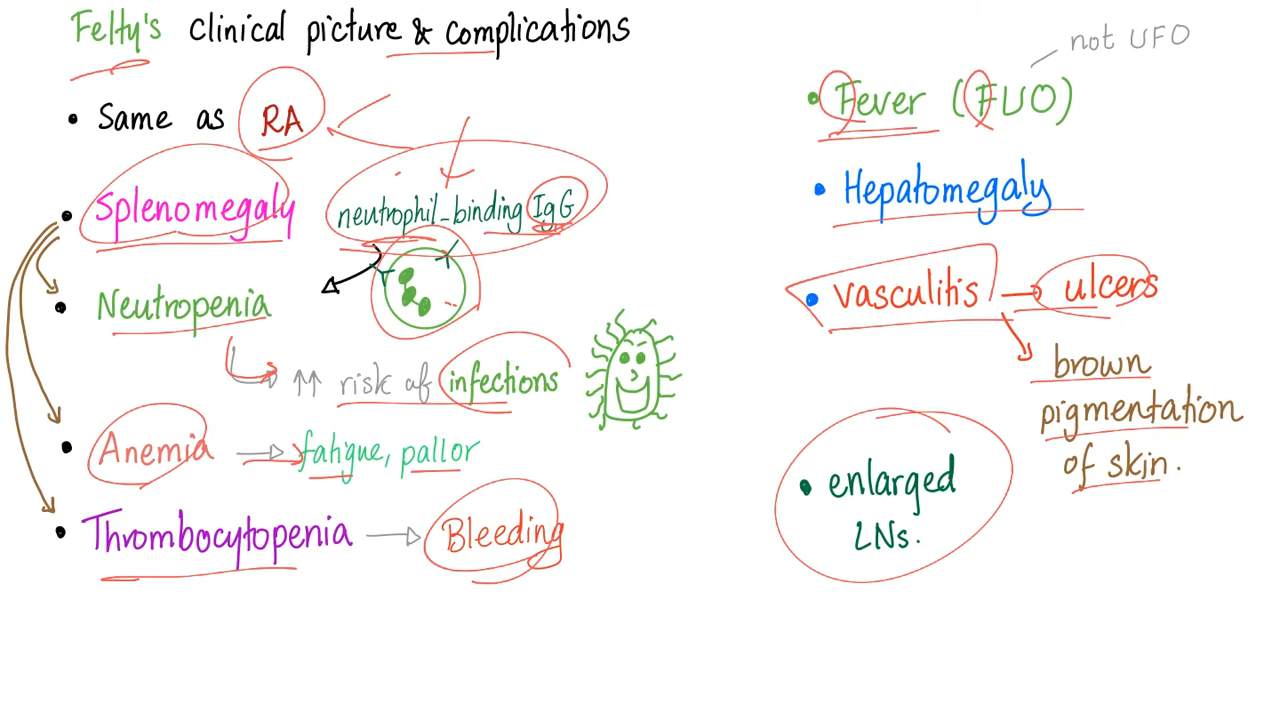 Felty's clinical picture & complications
• Same as RA
• Splenomegaly
neutrophil-binding IgG
• Neutropenia
↑↑ risk of infections
• Anemia → fatigue, pallor
• Thrombocytopenia → Bleeding
not UFO
• Fever (FUO)
• Hepatomegaly
• vasculitis → ulcers
brown
pigmentation
of skin.
• enlarged
LNs.